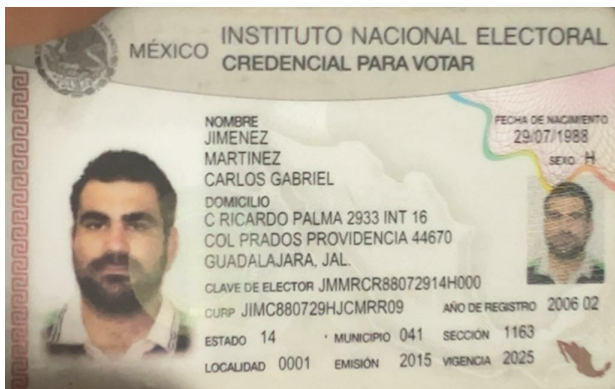 MÉXICO INSTITUTO NACIONAL ELECTORAL
CREDENCIAL PARA VOTAR
NOMBRE
JIMENEZ
MARTINEZ
CARLOS GABRIEL
FECHA DE NACIMIENTO
29/07/1988
SEXO H
DOMICILIO
C RICARDO PALMA 2933 INT 16
COL PRADOS PROVIDENCIA 44670
GUADALAJARA, JAL.
CLAVE DE ELECTOR JMMRCR88072914H000
CURP JIMC880729HJCMRR09 AÑO DE REGISTRO 2006 02
ESTADO 14 MUNICIPIO 041 SECCIÓN 1163
LOCALIDAD 0001 EMISIÓN 2015 VIGENCIA 2025